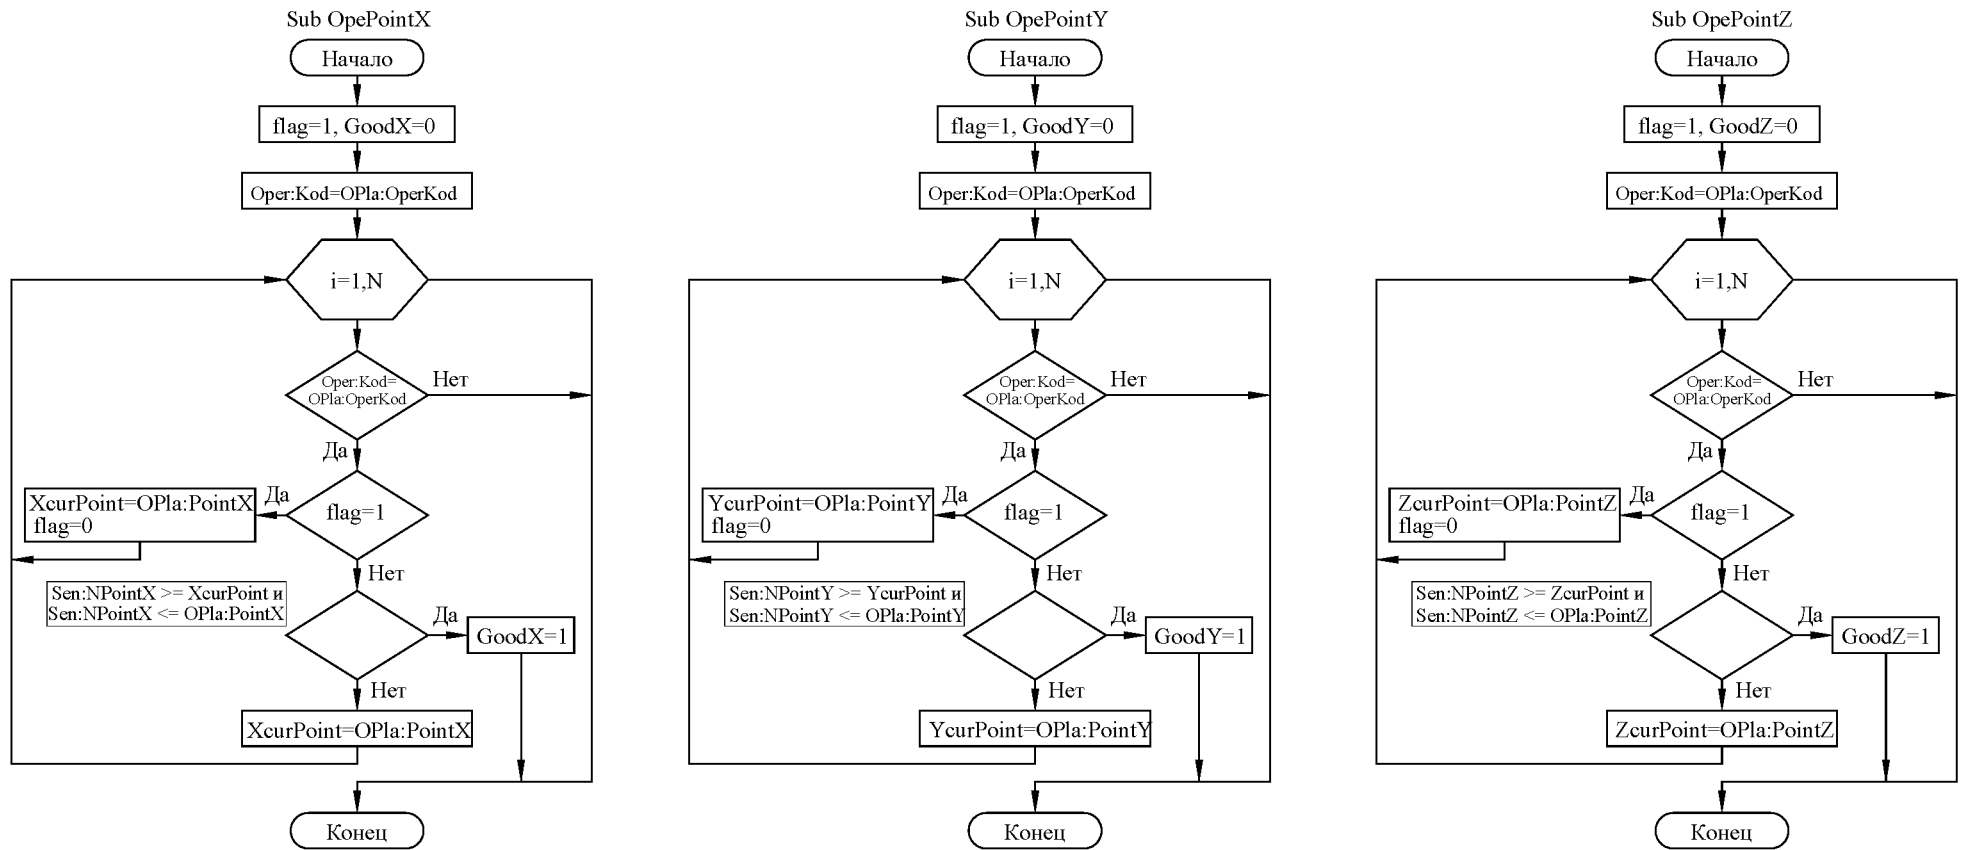 Sub OpePointX
Начало
flag=1, GoodX=0
Oper:Kod=OPla:OperKod
i=1,N
Oper:Kod=
OPla:OperKod
Нет
Да
flag=1
Да
XcurPoint=OPla:PointX
flag=0
Нет
Sen:NPointX >= XcurPoint и
Sen:NPointX <= OPla:PointX
Да
GoodX=1
Нет
XcurPoint=OPla:PointX
Конец
Sub OpePointY
Начало
flag=1, GoodY=0
Oper:Kod=OPla:OperKod
i=1,N
Oper:Kod=
OPla:OperKod
Нет
Да
flag=1
Да
YcurPoint=OPla:PointY
flag=0
Нет
Sen:NPointY >= YcurPoint и
Sen:NPointY <= OPla:PointY
Да
GoodY=1
Нет
YcurPoint=OPla:PointY
Конец
Sub OpePointZ
Начало
flag=1, GoodZ=0
Oper:Kod=OPla:OperKod
i=1,N
Oper:Kod=
OPla:OperKod
Нет
Да
flag=1
Да
ZcurPoint=OPla:PointZ
flag=0
Нет
Sen:NPointZ >= ZcurPoint и
Sen:NPointZ <= OPla:PointZ
Да
GoodZ=1
Нет
ZcurPoint=OPla:PointZ
Конец